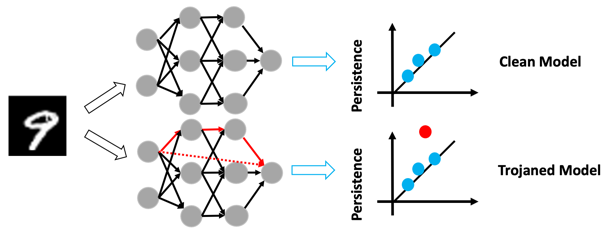 Persistence
Clean Model
Persistence
Trojaned Model